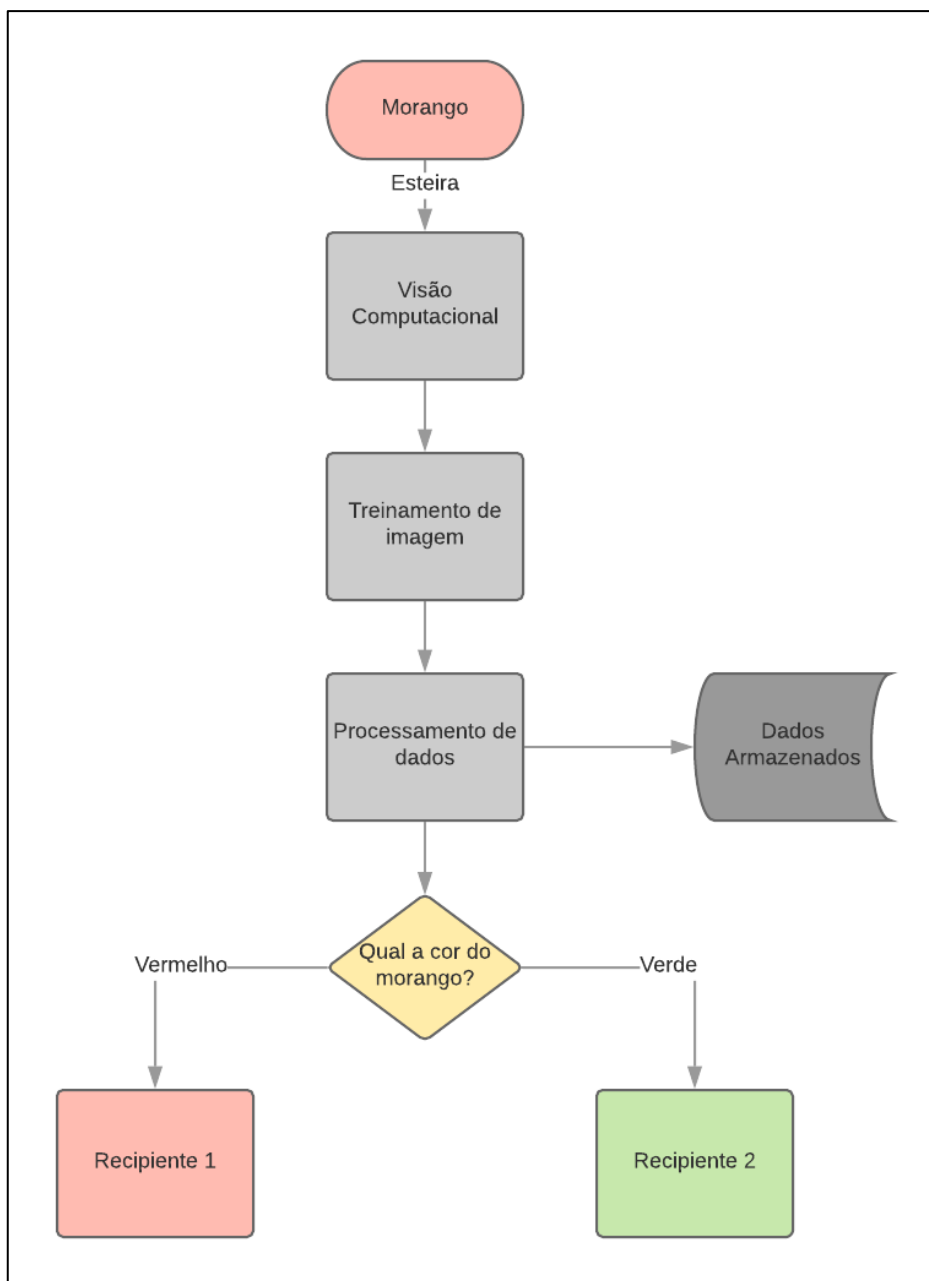 Morango
Esteira
Visão
Computacional
Treinamento de
imagem
Processamento de
dados
Dados
Armazenados
Qual a cor do
morango?
Vermelho
Verde
Recipiente 1
Recipiente 2